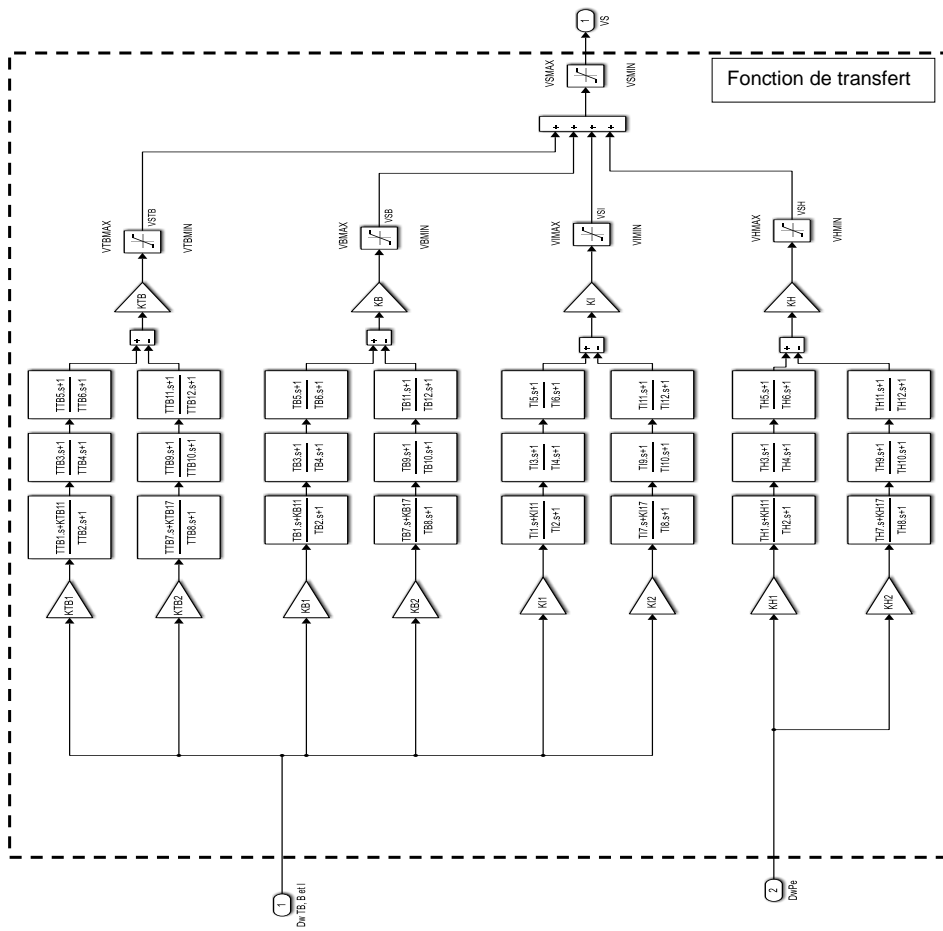 1
VS
VSMAX
VSMIN
Fonction de transfert
+
+
+
+
VTBMAX
VSTB
VTBMIN
VBMAX
VSB
VBMIN
VIMAX
VSI
VIMIN
VHMAX
VSH
VHMIN
KTB
KB
KI
KH
+ −
+ −
+ −
+ −
TTB5.s+1
TTB6.s+1
TTB11.s+1
TTB12.s+1
TB5.s+1
TB6.s+1
TB11.s+1
TB12.s+1
TI5.s+1
TI6.s+1
TI11.s+1
TI12.s+1
TH5.s+1
TH6.s+1
TH11.s+1
TH12.s+1
TTB3.s+1
TTB4.s+1
TTB9.s+1
TTB10.s+1
TB3.s+1
TB4.s+1
TB9.s+1
TB10.s+1
TI3.s+1
TI4.s+1
TI9.s+1
TI10.s+1
TH3.s+1
TH4.s+1
TH9.s+1
TH10.s+1
TTB1.s+KTB11
TTB2.s+1
TTB7.s+KTB17
TTB8.s+1
TB1.s+KB11
TB2.s+1
TB7.s+KB17
TB8.s+1
TI1.s+KI11
TI2.s+1
TI7.s+KI17
TI8.s+1
TH1.s+KH11
TH2.s+1
TH7.s+KH17
TH8.s+1
KTB1
KTB2
KB1
KB2
KI1
KI2
KH1
KH2
1
Dw TB, B et I
2
DwPe